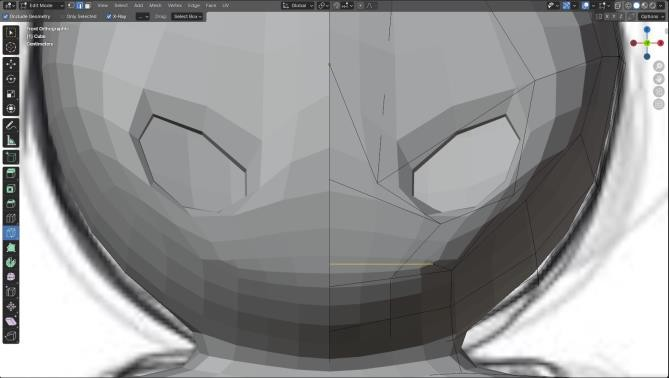 Edit Mode View Select Add Mesh Vertex Edge Face UV Global
Include Geometry Only Selected X-Ray ... Drag: Select Box Options
Front Orthographic
(1) Cube
Centimeters
X Y Z